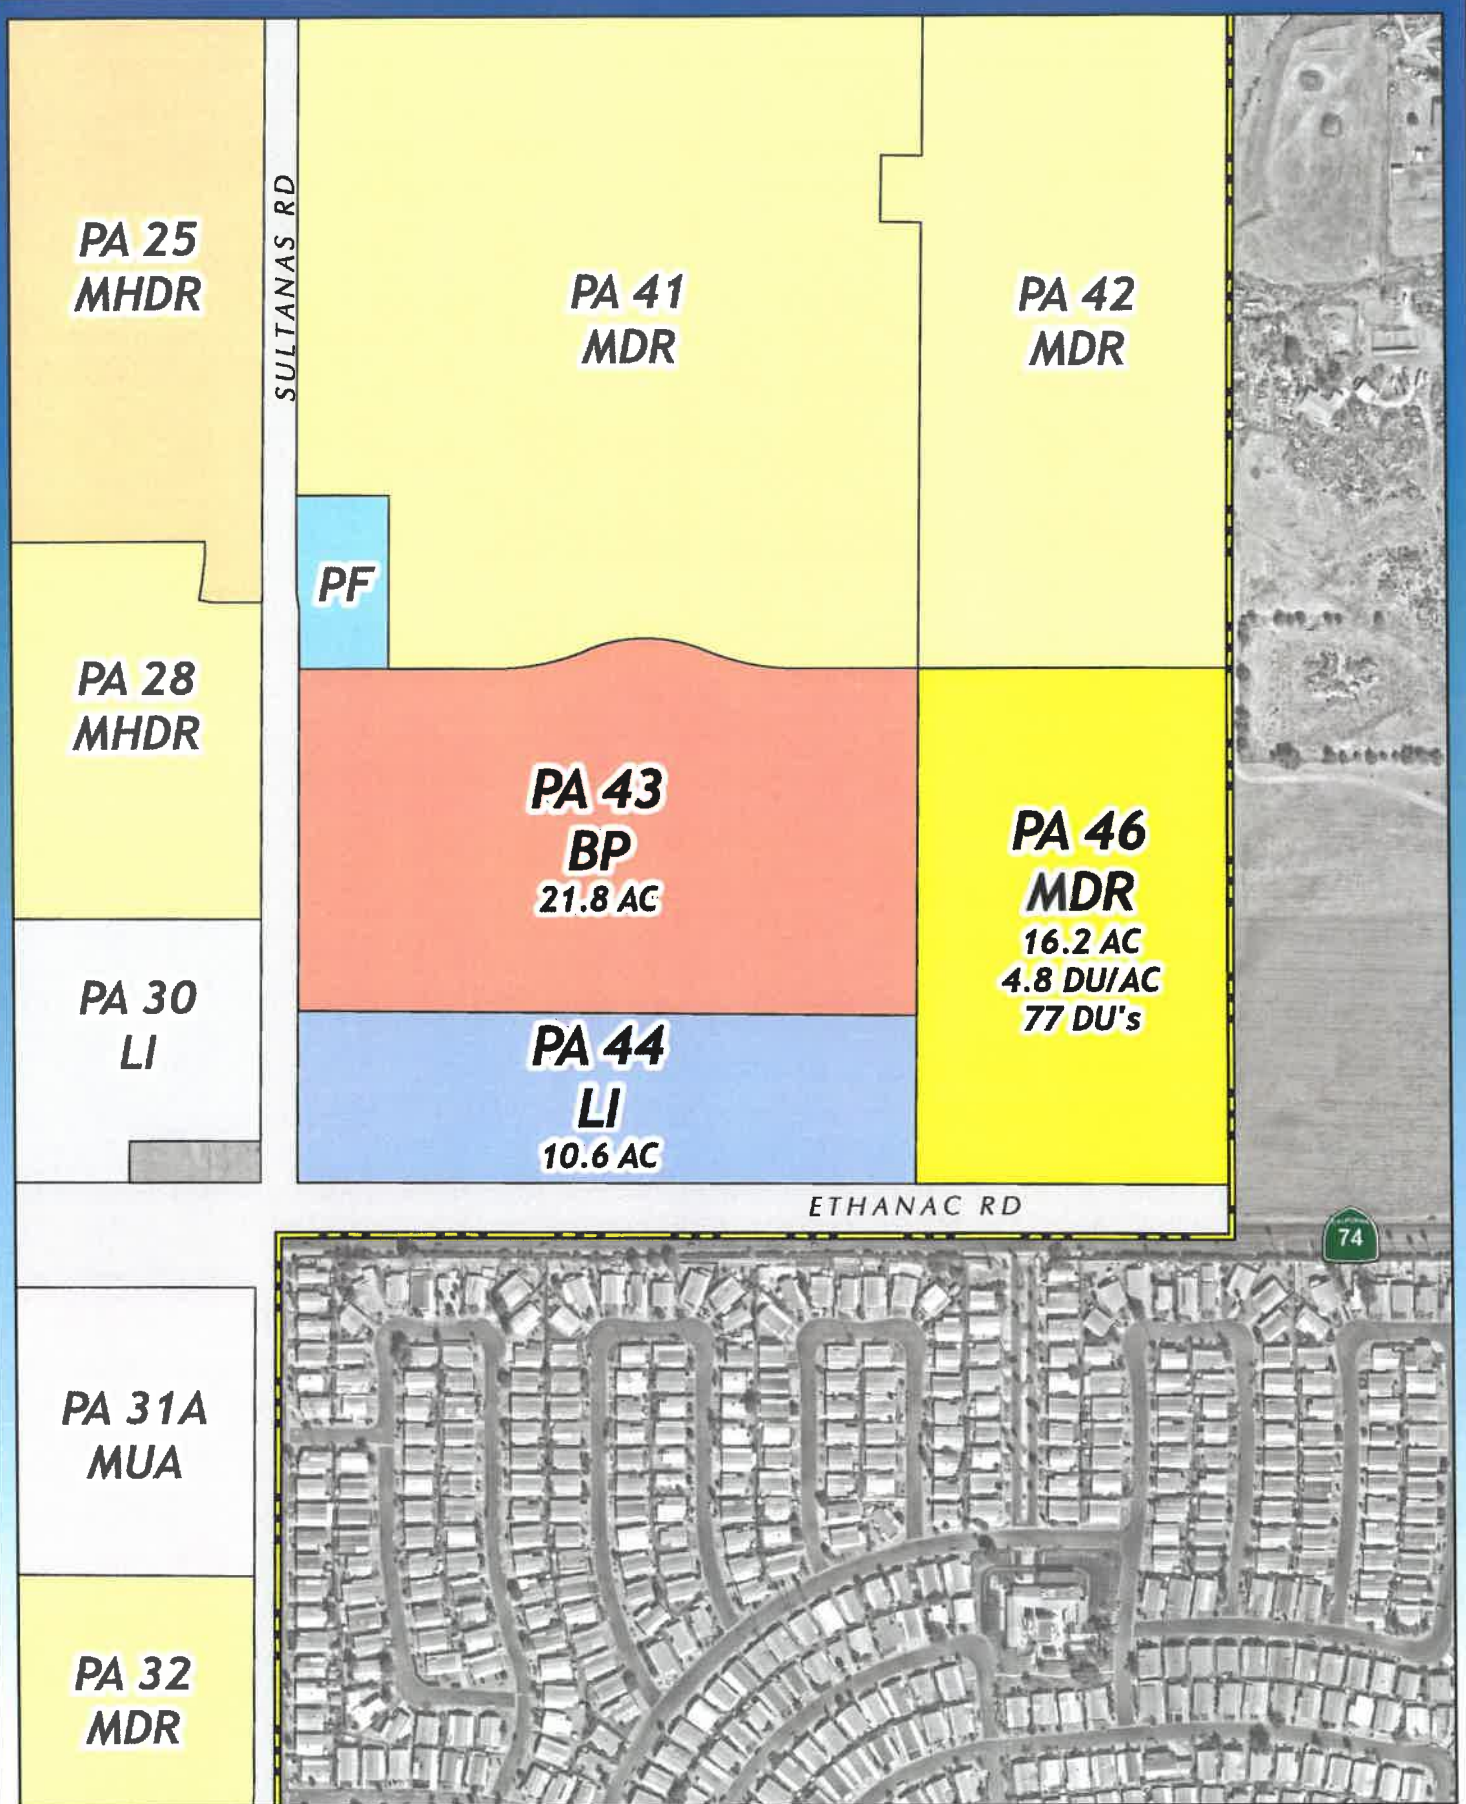 PA 25
MHDR
SULTANAS RD
PA 41
MDR
PA 42
MDR
PF
PA 28
MHDR
PA 43
BP
21.8 AC
PA 46
MDR
16.2 AC
4.8 DU/AC
77 DU's
PA 30
LI
PA 44
LI
10.6 AC
ETHANAC RD
CALIFORNIA
74
PA 31A
MUA
PA 32
MDR